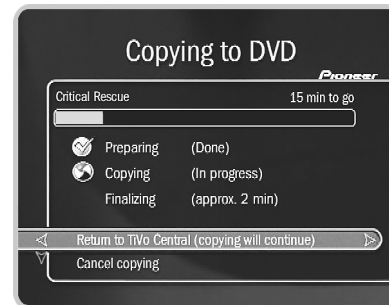 Copying to DVD
Pioneer
Critical Rescue 15 min to go
Preparing (Done)
Copying (In progress)
Finalizing (approx. 2 min)
Return to TiVo Central (copying will continue)
Cancel copying